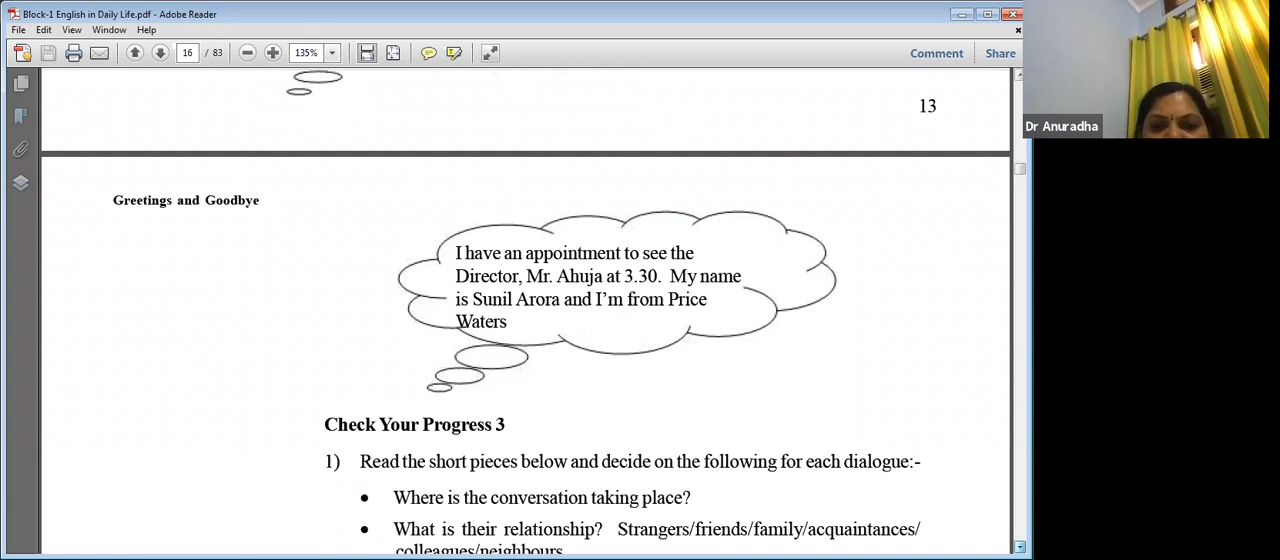 Block-1 English in Daily Life.pdf - Adobe Reader
File Edit View Window Help
16 / 83 135% Comment Share
Dr Anuradha
13
Greetings and Goodbye
I have an appointment to see the
Director, Mr. Ahuja at 3.30. My name
is Sunil Arora and I'm from Price
Waters
Check Your Progress 3
1) Read the short pieces below and decide on the following for each dialogue:-
• Where is the conversation taking place?
• What is their relationship? Strangers/friends/family/acquaintances/
colleagues/neighbours